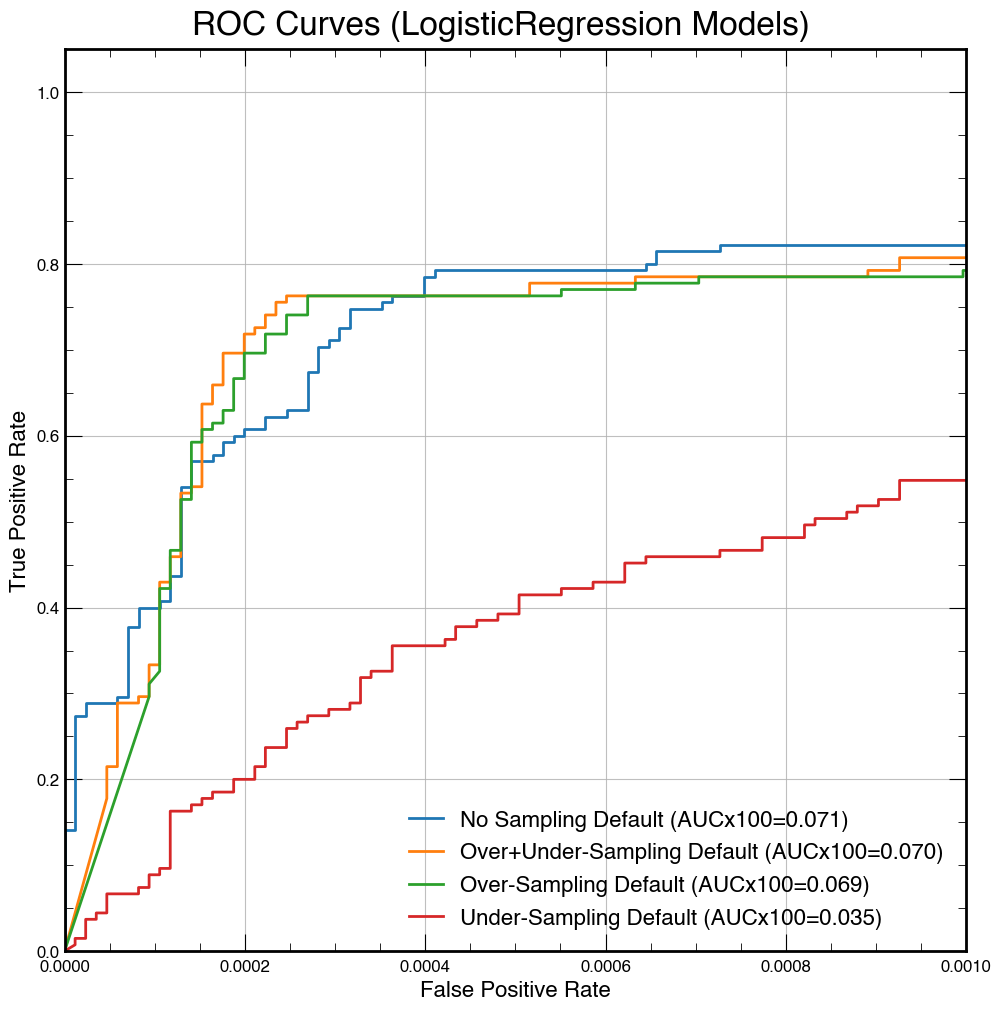 ROC Curves (LogisticRegression Models)
True Positive Rate
1.0
0.8
0.6
0.4
0.2
0.0
No Sampling Default (AUCx100=0.071)
Over+Under-Sampling Default (AUCx100=0.070)
Over-Sampling Default (AUCx100=0.069)
Under-Sampling Default (AUCx100=0.035)
0.0000 0.0002 0.0004 0.0006 0.0008 0.0010
False Positive Rate